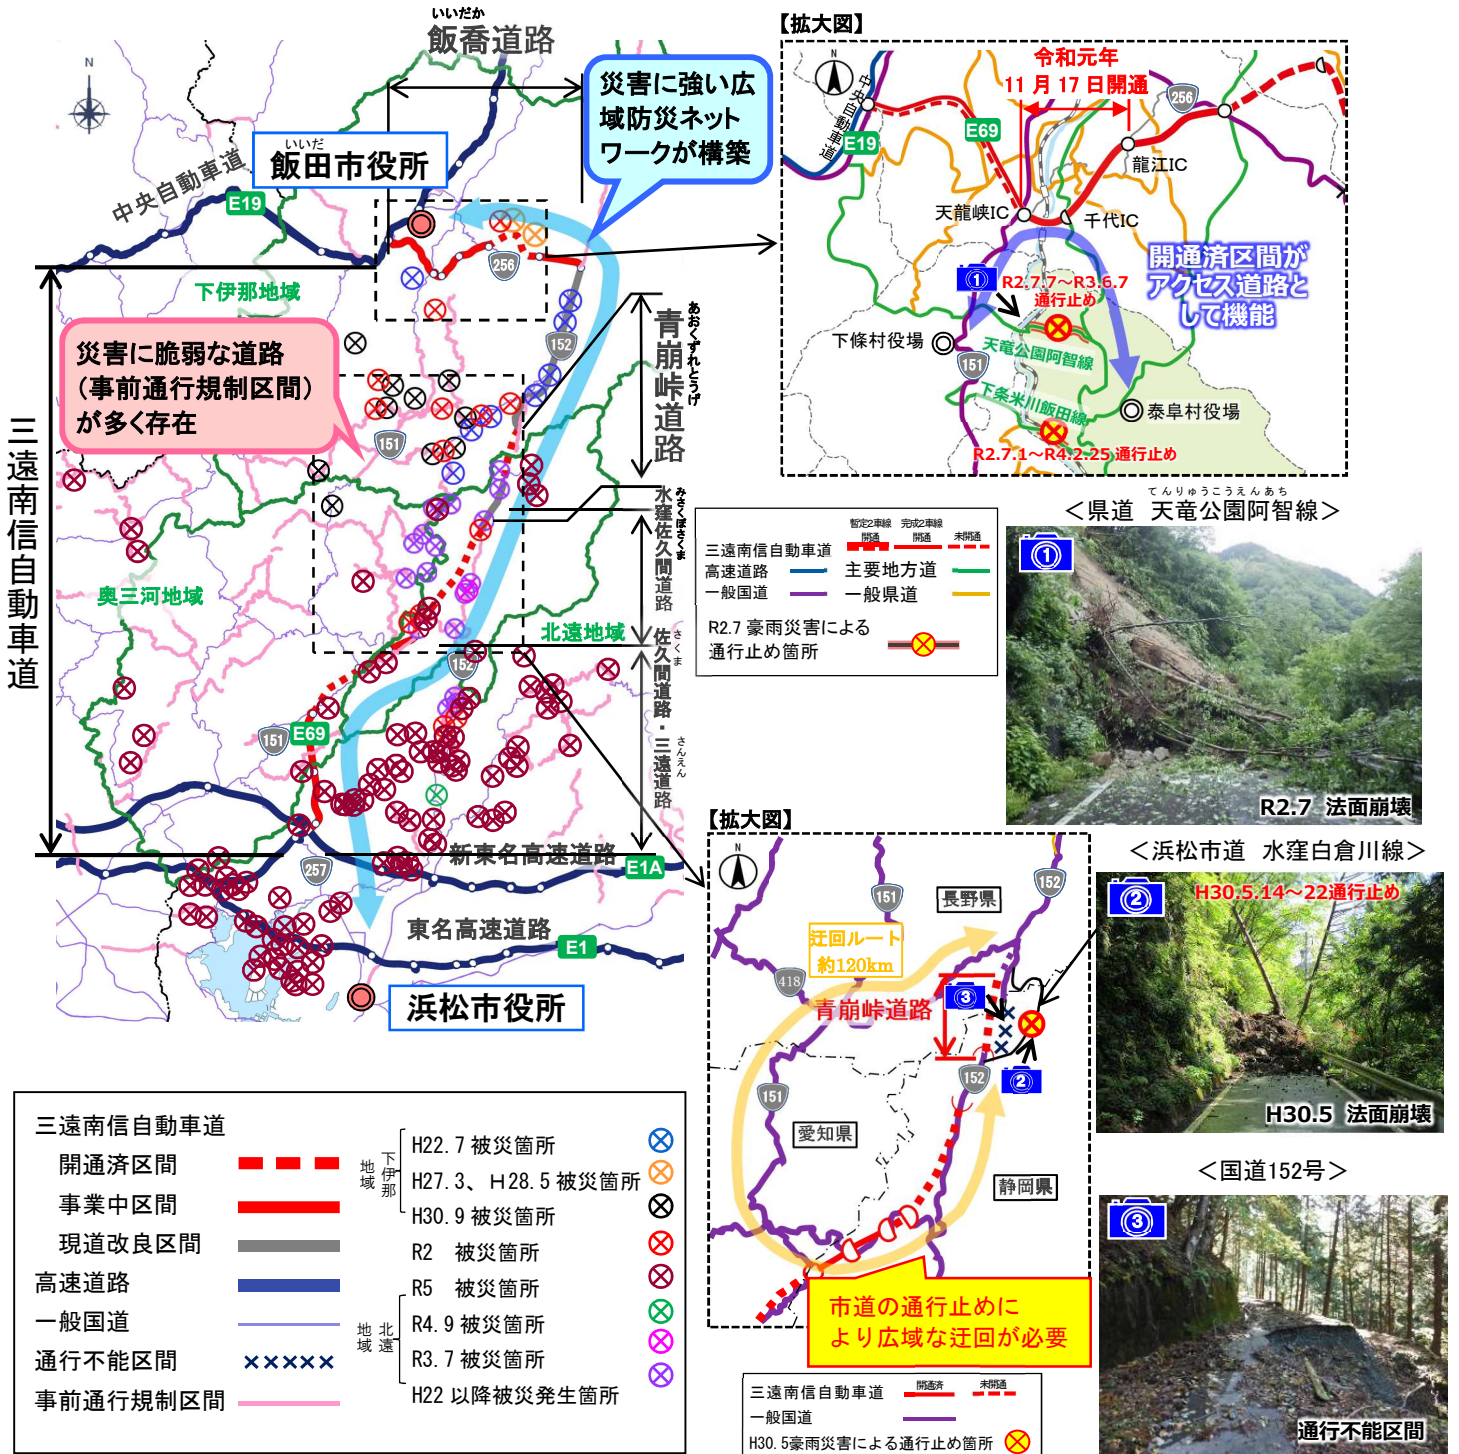 いいだか
飯喬道路
N
災害に強い広
域防災ネット
ワークが構築
いいだ
飯田市役所
中央自動車道
E19
256
下伊那地域
152
災害に脆弱な道路
（事前通行規制区間）
が多く存在
151
三遠南信自動車道
あおくずれとうげ
青崩峠道路
みさくぼさくま
水窪佐久間道路
奥三河地域
北遠地域
152
さくま
さんえん
佐久間道路・三遠道路
151
E69
新東名高速道路
E1A
257
東名高速道路
E1
浜松市役所
三遠南信自動車道
開通済区間
事業中区間
現道改良区間
高速道路
一般国道
通行不能区間
事前通行規制区間
下伊那地域
H22.7 被災箇所
H27.3、H28.5 被災箇所
H30.9 被災箇所
R2 被災箇所
R5 被災箇所
北遠地域
R4.9 被災箇所
R3.7 被災箇所
H22 以降被災発生箇所
【拡大図】
N
令和元年
11 月 17 日開通
中央自動車道
E19
E69
256
龍江IC
天龍峡IC
千代IC
開通済区間が
アクセス道路と
して機能
①
R2.7.7～R3.6.7
通行止め
下條村役場
151
天竜公園阿智線
下条米川飯田線
泰阜村役場
R2.7.1～R4.2.25 通行止め
暫定2車線
開通
完成2車線
開通
未開通
三遠南信自動車道
高速道路
主要地方道
一般国道
一般県道
R2.7 豪雨災害による
通行止め箇所
てんりゅうこうえんあち
＜県道 天竜公園阿智線＞
①
R2.7 法面崩壊
＜浜松市道 水窪白倉川線＞
②
H30.5.14～22通行止め
H30.5 法面崩壊
＜国道152号＞
③
通行不能区間
【拡大図】
N
151
長野県
152
迂回ルート
約120km
418
③
青崩峠道路
152
②
151
愛知県
静岡県
市道の通行止めに
より広域な迂回が必要
開通済
未開通
三遠南信自動車道
一般国道
H30.5豪雨災害による通行止め箇所